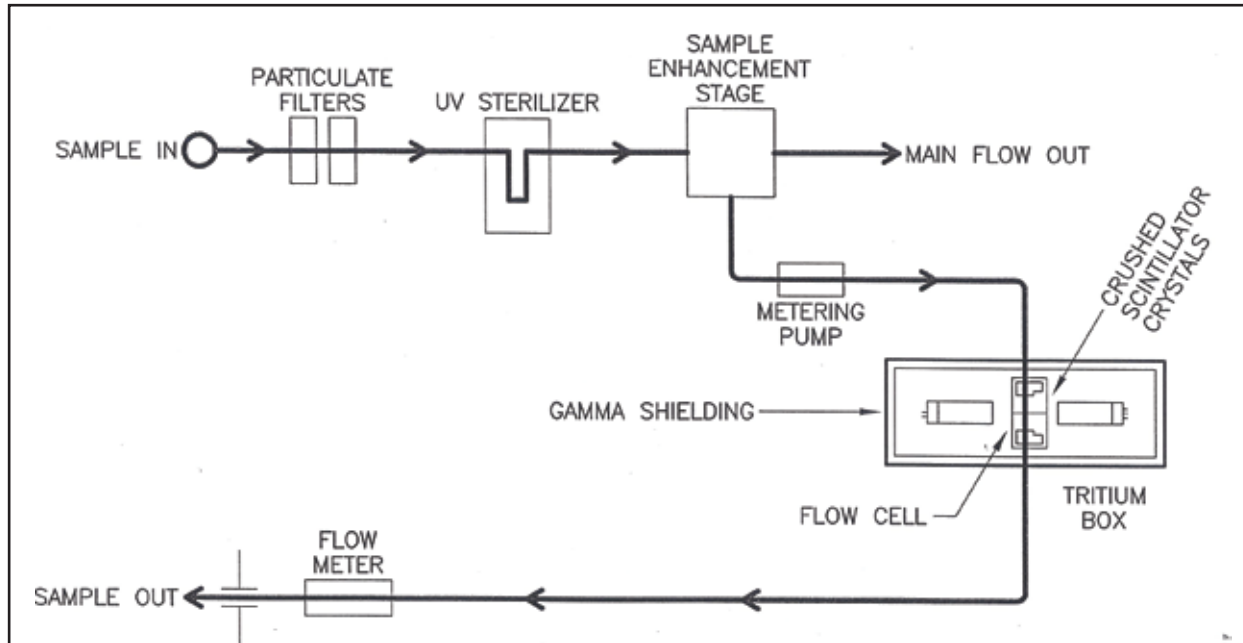 SAMPLE IN
PARTICULATE
FILTERS
UV STERILIZER
SAMPLE
ENHANCEMENT
STAGE
MAIN FLOW OUT
METERING
PUMP
CRUSHED
SCINTILLATOR
CRYSTALS
GAMMA SHIELDING
FLOW CELL
TRITIUM
BOX
FLOW
METER
SAMPLE OUT